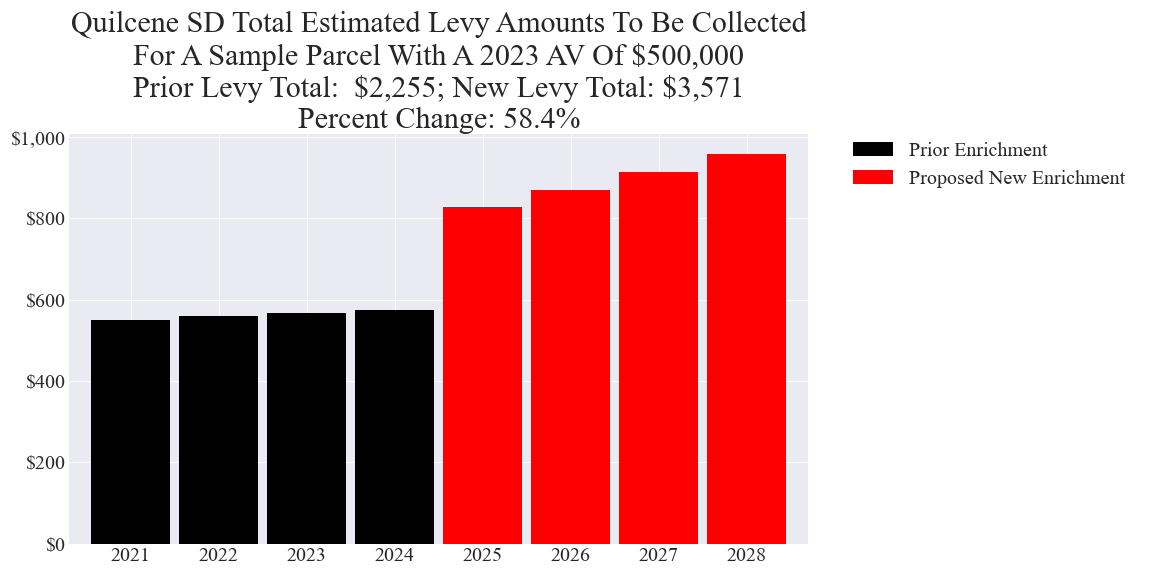 Quilcene SD Total Estimated Levy Amounts To Be Collected
For A Sample Parcel With A 2023 AV Of $500,000
Prior Levy Total:  $2,255; New Levy Total: $3,571
Percent Change: 58.4%
$1,000
$800
$600
$400
$200
$0
2021 2022 2023 2024 2025 2026 2027 2028
Prior Enrichment
Proposed New Enrichment